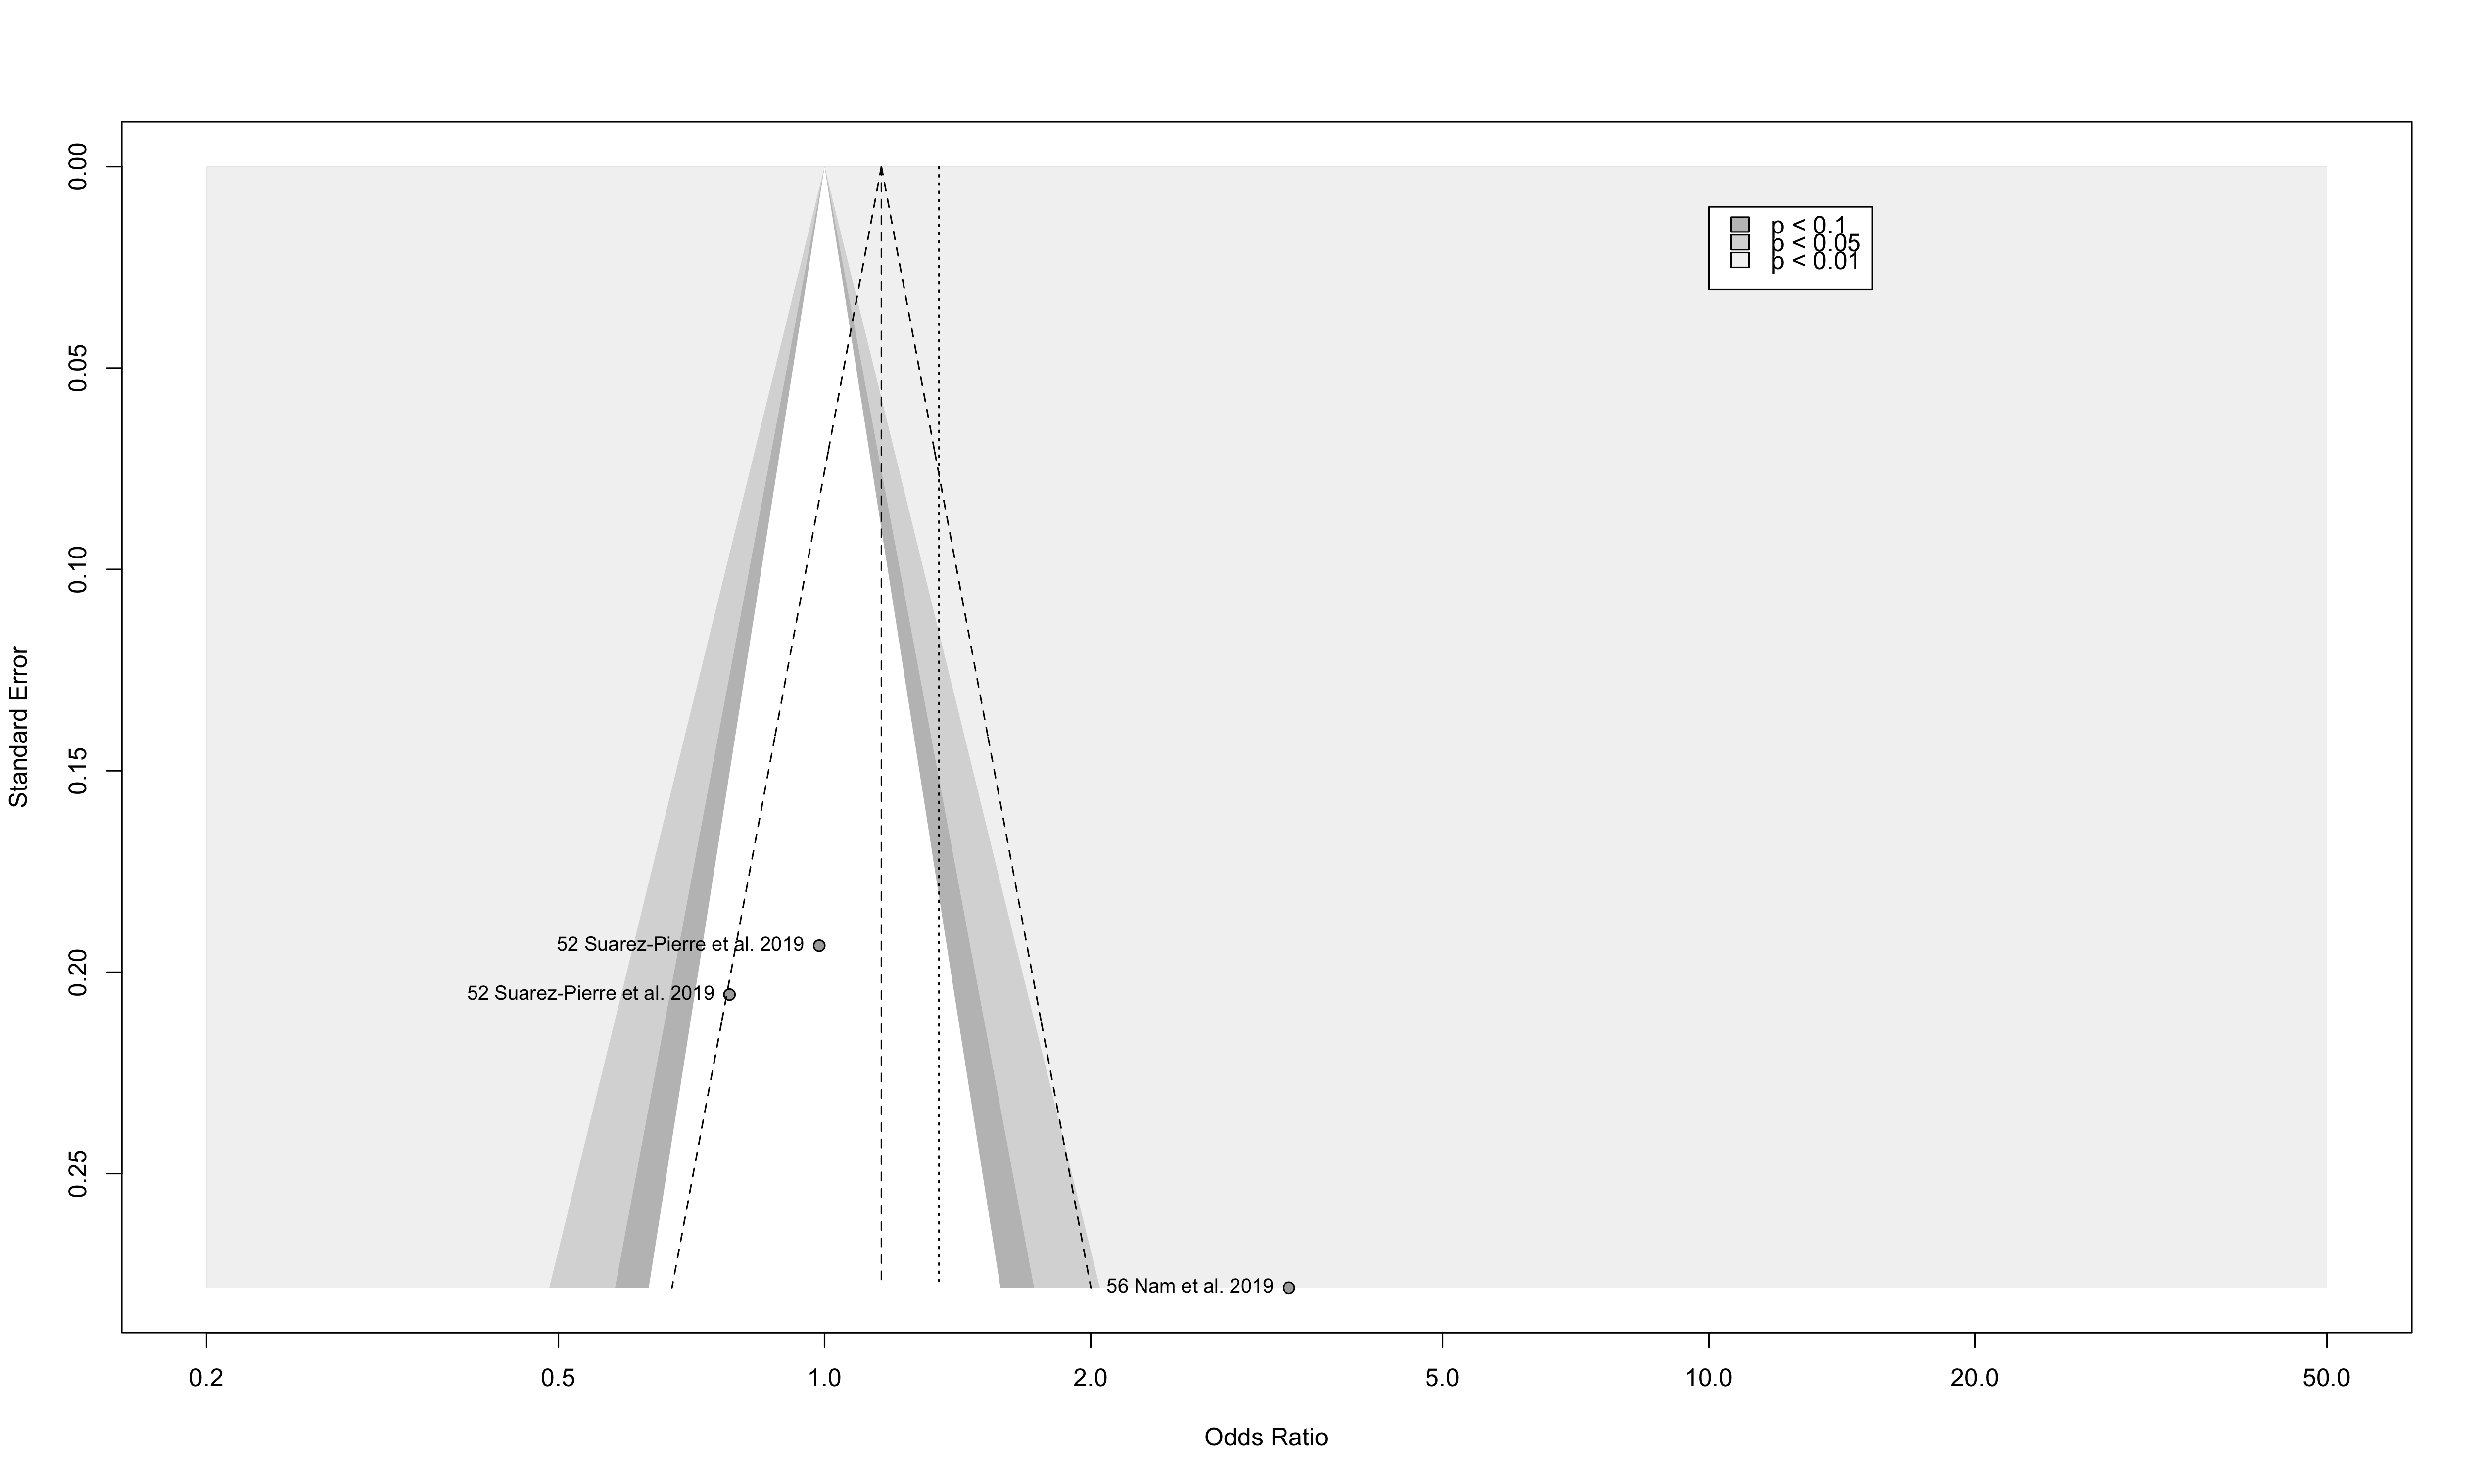 0.00
0.05
0.10
0.15
0.20
0.25
Standard Error
p < 0.1
p < 0.05
p < 0.01
52 Suarez-Pierre et al. 2019
52 Suarez-Pierre et al. 2019
56 Nam et al. 2019
0.2 0.5 1.0 2.0 5.0 10.0 20.0 50.0
Odds Ratio